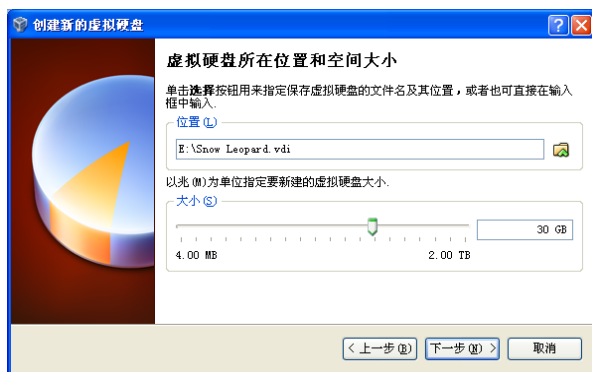 创建新的虚拟硬盘
虚拟硬盘所在位置和空间大小
单击选择按钮用来指定保存虚拟硬盘的文件名及其位置，或者也可直接在输入
框中输入.
位置(L)
E:\Snow Leopard.vdi
以兆(M)为单位指定要新建的虚拟硬盘大小.
大小(S)
30 GB
4.00 MB 2.00 TB
< 上一步(B) 下一步(N) > 取消